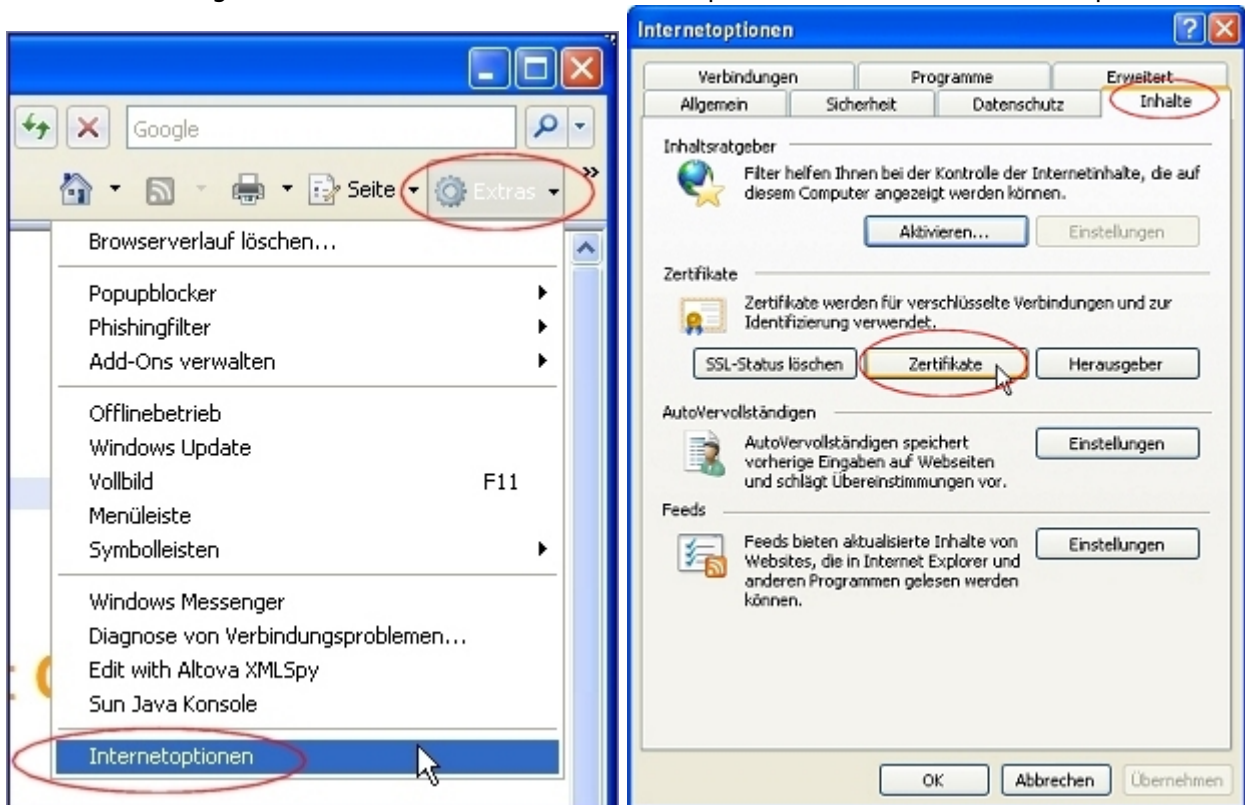 Google
Seite
Extras
»
Browserverlauf löschen...
Popupblocker
Phishingfilter
Add-Ons verwalten
Offlinebetrieb
Windows Update
Vollbild F11
Menüleiste
Symbolleisten
Windows Messenger
Diagnose von Verbindungsproblemen...
Edit with Altova XMLSpy
Sun Java Konsole
Internetoptionen
Internetoptionen
Verbindungen Programme Erweitert
Allgemein Sicherheit Datenschutz Inhalte
Inhaltsratgeber
Filter helfen Ihnen bei der Kontrolle der Internetinhalte, die auf
diesem Computer angezeigt werden können.
Aktivieren... Einstellungen
Zertifikate
Zertifikate werden für verschlüsselte Verbindungen und zur
Identifizierung verwendet.
SSL-Status löschen Zertifikate Herausgeber
AutoVervollständigen
AutoVervollständigen speichert
vorherige Eingaben auf Webseiten
und schlägt Übereinstimmungen vor.
Einstellungen
Feeds
Feeds bieten aktualisierte Inhalte von
Websites, die in Internet Explorer und
anderen Programmen gelesen werden
können.
Einstellungen
OK Abbrechen Übernehmen